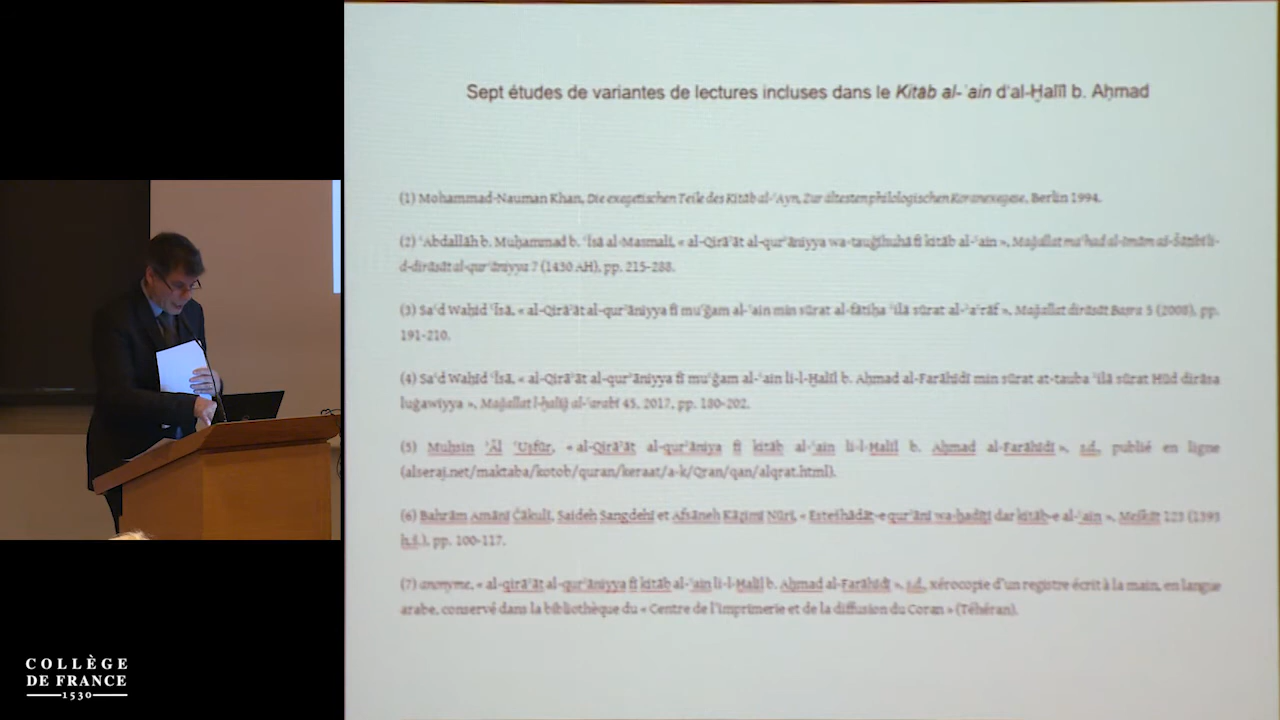 Sept études de variantes de lectures incluses dans le Kitāb al-ʿain d'al-Ḫalīl b. Aḥmad
(1) Mohammad-Nauman Khan, Die exegetischen Teile des Kitāb al-ʿAyn, Zur ältesten philologischen Koranexegese, Berlin 1994.
(2) ʿAbdallāh b. Muḥammad b. ʿĪsā al-Masmalī, « al-Qirāʾāt al-qurʾāniyya wa-tauǧīhuhā fī kitāb al-ʿain », Maǧallat maʿhad al-imām aš-Šāṭibī li-
d-dirāsāt al-qurʾāniyya 7 (1430 AH), pp. 215-288.
(3) Saʿd Waḥīd ʿĪsā, « al-Qirāʾāt al-qurʾāniyya fī muʿǧam al-ʿain min sūrat al-fātiḥa ʾilā sūrat al-ʾaʿrāf », Maǧallat dirāsāt Baṣra 5 (2008), pp.
191-210.
(4) Saʿd Waḥīd ʿĪsā, « al-Qirāʾāt al-qurʾāniyya fī muʿǧam al-ʿain li-l-Ḫalīl b. Aḥmad al-Farāhīdī min sūrat at-tauba ʾilā sūrat Hūd dirāsa
luġawiyya », Maǧallat l-ḫalīǧ al-ʿarabī 45, 2017, pp. 180-202.
(5) Muḥsin ʾĀl ʿUṣfūr, « al-Qirāʾāt al-qurʾāniya fī kitāb al-ʿain li-l-Ḫalīl b. Aḥmad al-Farāhīdī », s.d., publié en ligne
(alseraj.net/maktaba/kotob/quran/keraat/a-k/Qran/qan/alqrat.html).
(6) Bahrām Amānī Čākulī, Saideh Sangdehī et Afsāneh Kāẓimī Nūrī, « Estešhādāt-e qurʾānī wa-ḥadīṯī dar kitāb-e al-ʿain », Meškāt 123 (1393
h.š.), pp. 100-117.
(7) anonyme, « al-qirāʾāt al-qurʾāniyya fī kitāb al-ʿain li-l-Ḫalīl b. Aḥmad al-Farāhīdī », s.d., xérocopie d'un registre écrit à la main, en langue
arabe, conservé dans la bibliothèque du « Centre de l'Imprimerie et de la diffusion du Coran » (Téhéran).
COLLÈGE
DE FRANCE
1530